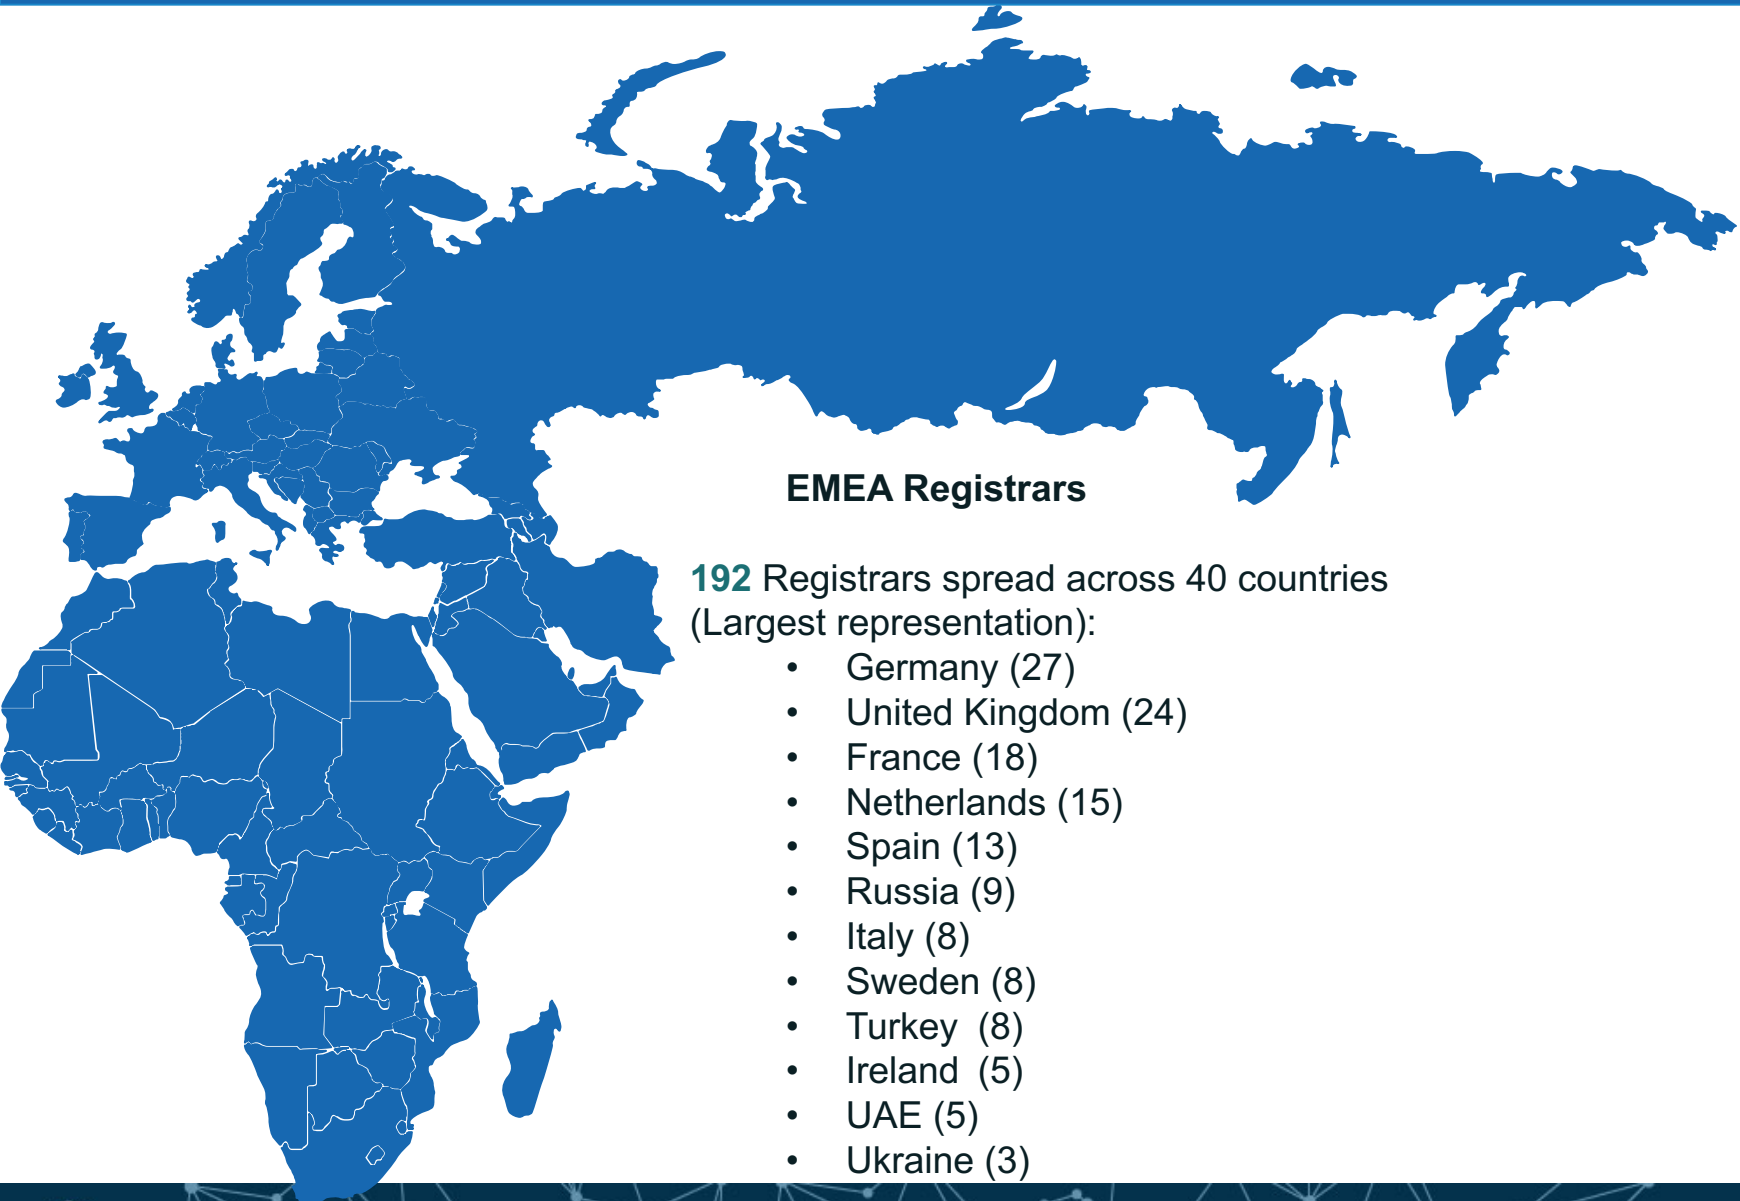 EMEA Registrars
192 Registrars spread across 40 countries
(Largest representation):
• Germany (27)
• United Kingdom (24)
• France (18)
• Netherlands (15)
• Spain (13)
• Russia (9)
• Italy (8)
• Sweden (8)
• Turkey  (8)
• Ireland  (5)
• UAE (5)
• Ukraine (3)